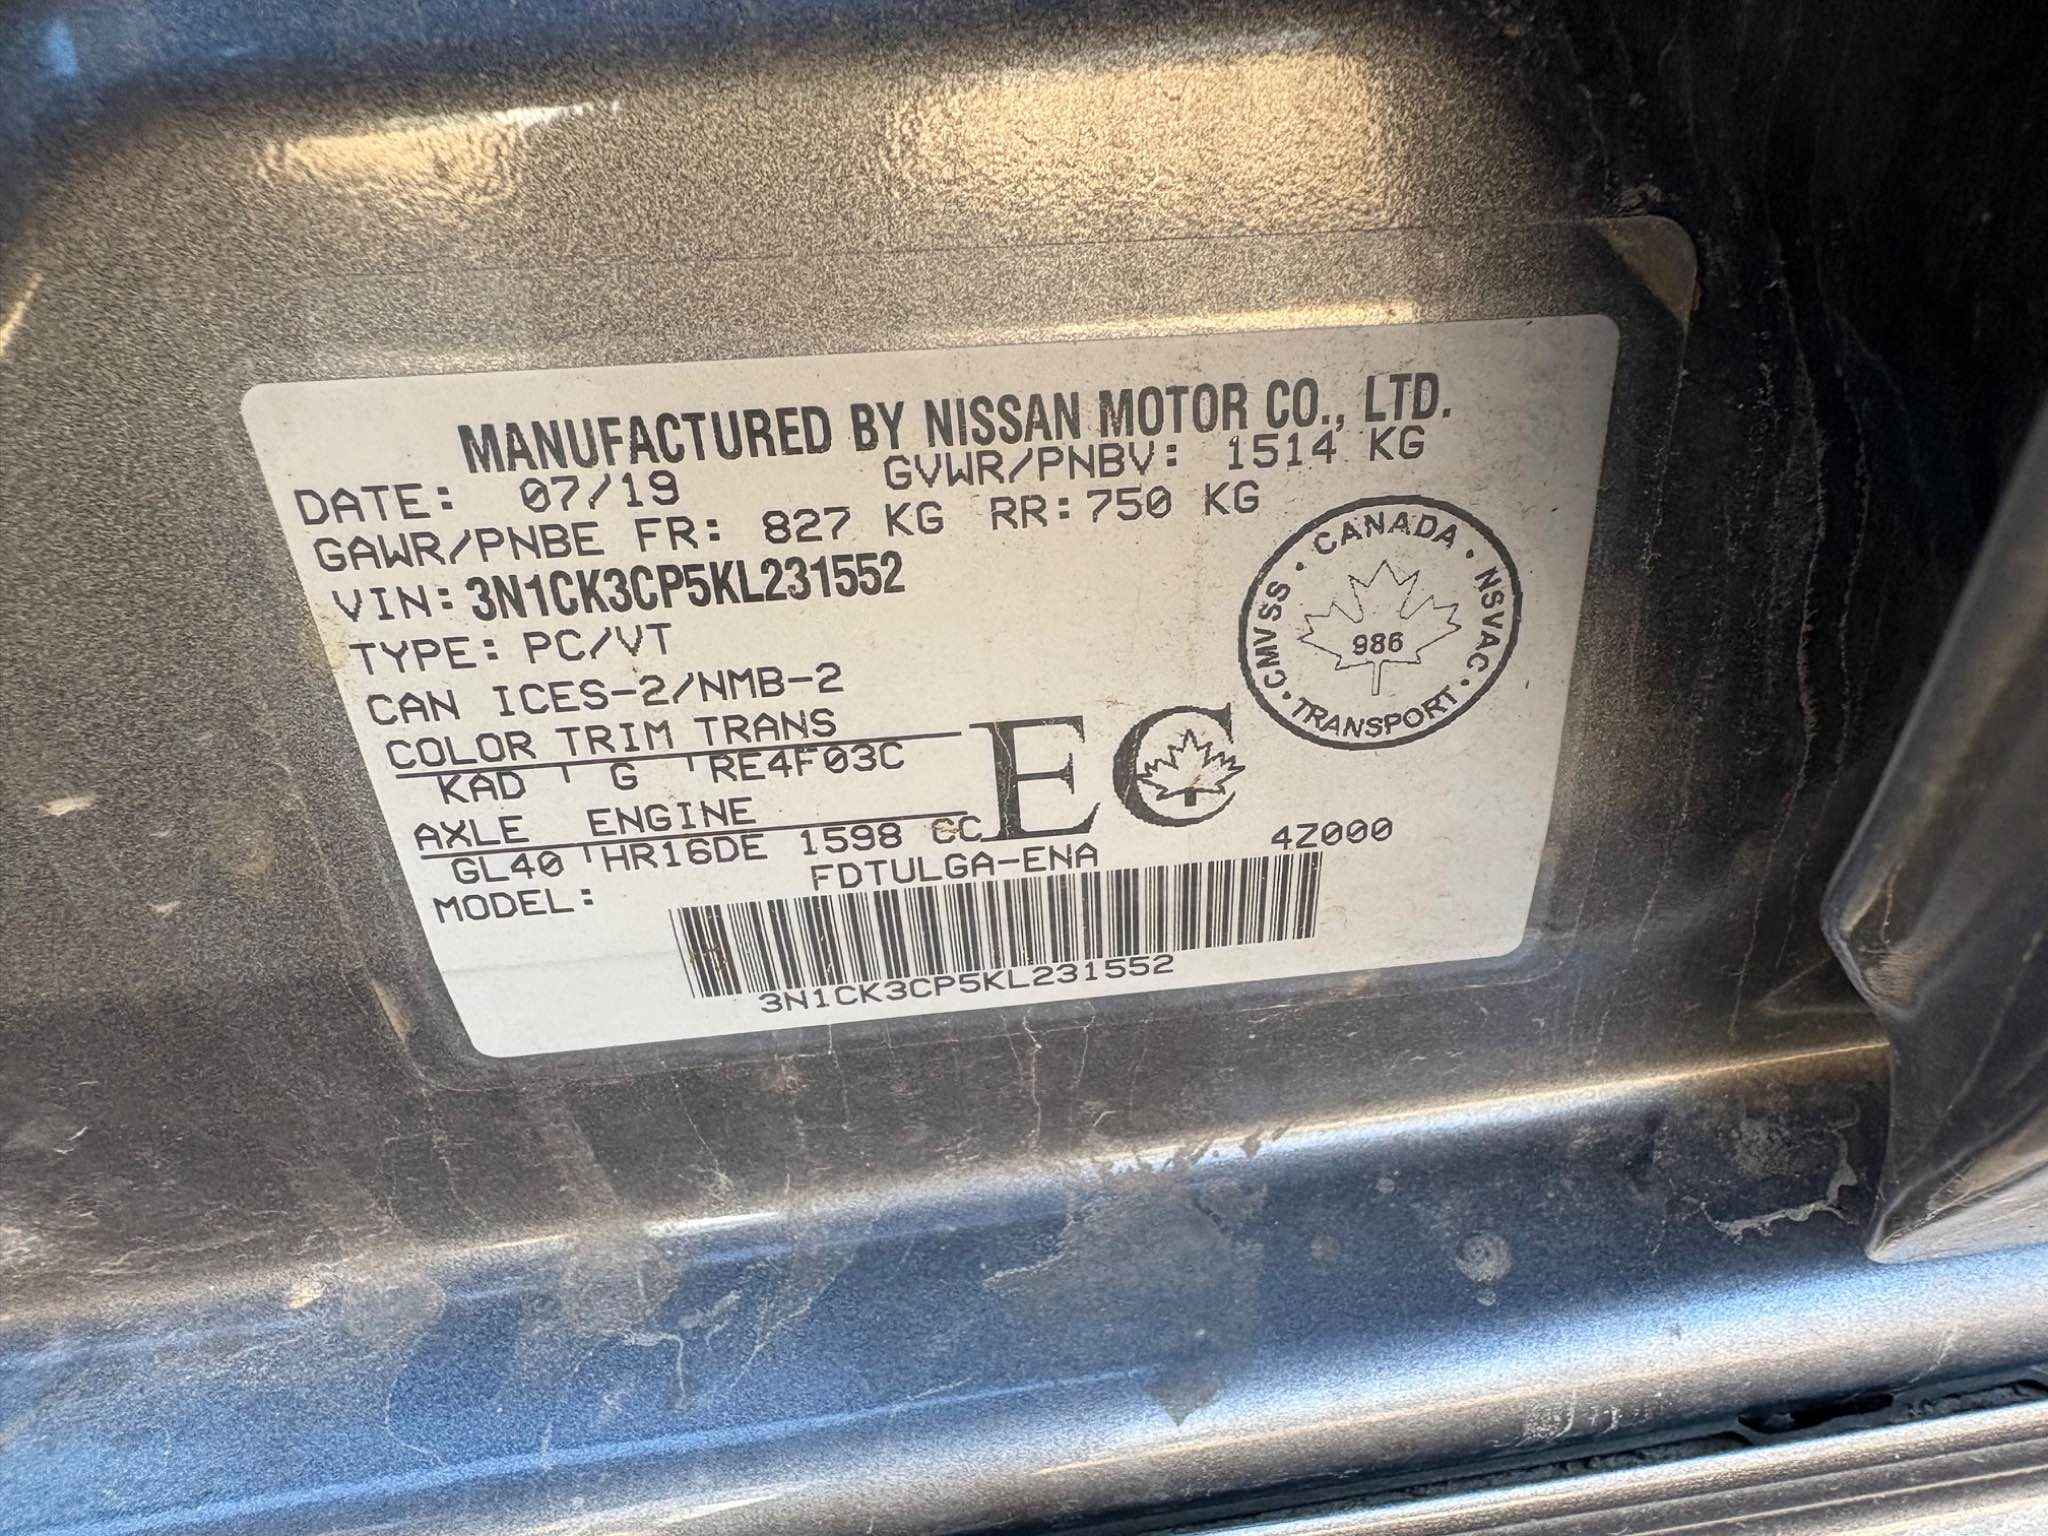 MANUFACTURED BY NISSAN MOTOR CO., LTD.
DATE: 07/19 GVWR/PNBV: 1514 KG
GAWR/PNBE FR: 827 KG RR:750 KG
VIN: 3N1CK3CP5KL231552
TYPE: PC/VT
CAN ICES-2/NMB-2
COLOR TRIM TRANS
KAD G RE4F03C
AXLE ENGINE
GL40 HR16DE 1598 CC
MODEL: FDTULGA-ENA 4Z000
3N1CK3CP5KL231552
EC
CANADA · NSVAC · TRANSPORT · CMVSS ·
986